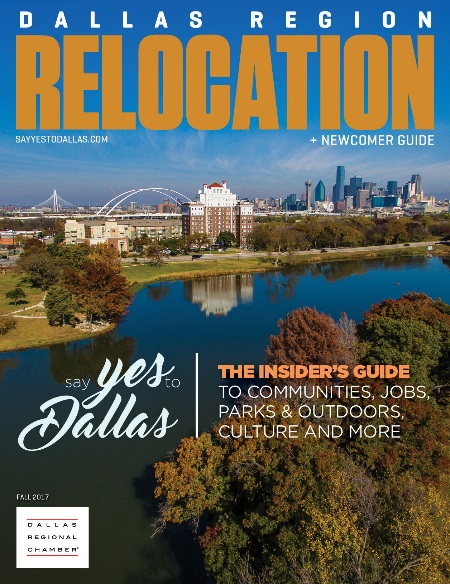 DALLAS REGION
RELOCATION
SAYYESTODALLAS.COM
+ NEWCOMER GUIDE
say yes to
Dallas
THE INSIDER'S GUIDE
TO COMMUNITIES, JOBS,
PARKS & OUTDOORS,
CULTURE AND MORE
FALL 2017
DALLAS
REGIONAL
CHAMBER®